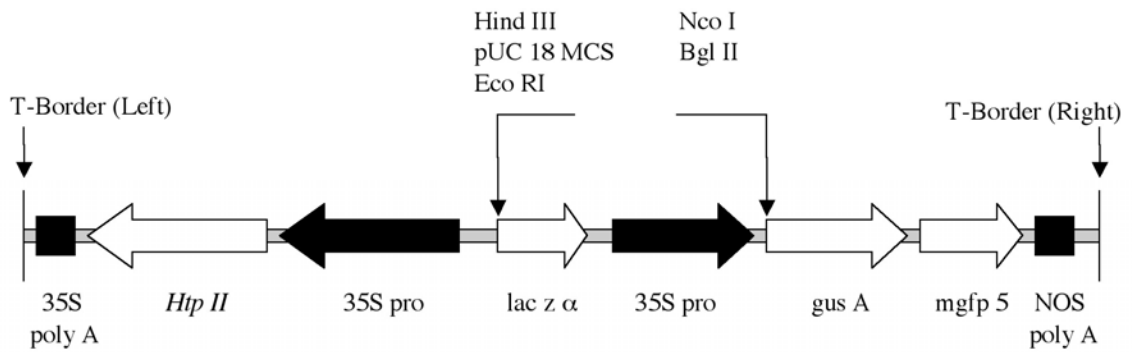 Hind III
pUC 18 MCS
Eco RI
Nco I
Bgl II
T-Border (Left)
T-Border (Right)
35S
poly A
Htp II
35S pro
lac z α
35S pro
gus A
mgfp 5
NOS
poly A